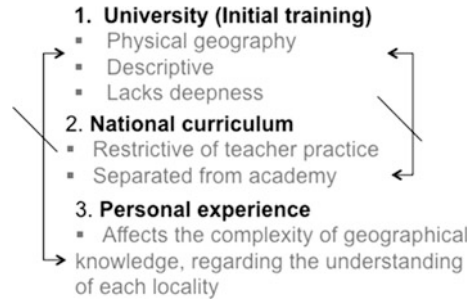 1. University (Initial training)
▪ Physical geography
▪ Descriptive
▪ Lacks deepness
2. National curriculum
▪ Restrictive of teacher practice
▪ Separated from academy
3. Personal experience
▪ Affects the complexity of geographical
knowledge, regarding the understanding
of each locality